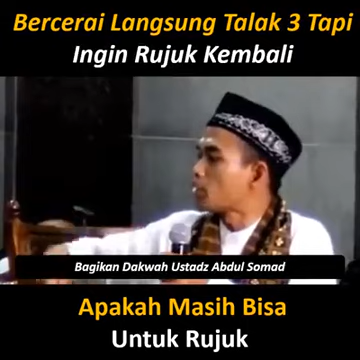 Bercerai Langsung Talak 3 Tapi
Ingin Rujuk Kembali
Bagikan Dakwah Ustadz Abdul Somad
Apakah Masih Bisa
Untuk Rujuk